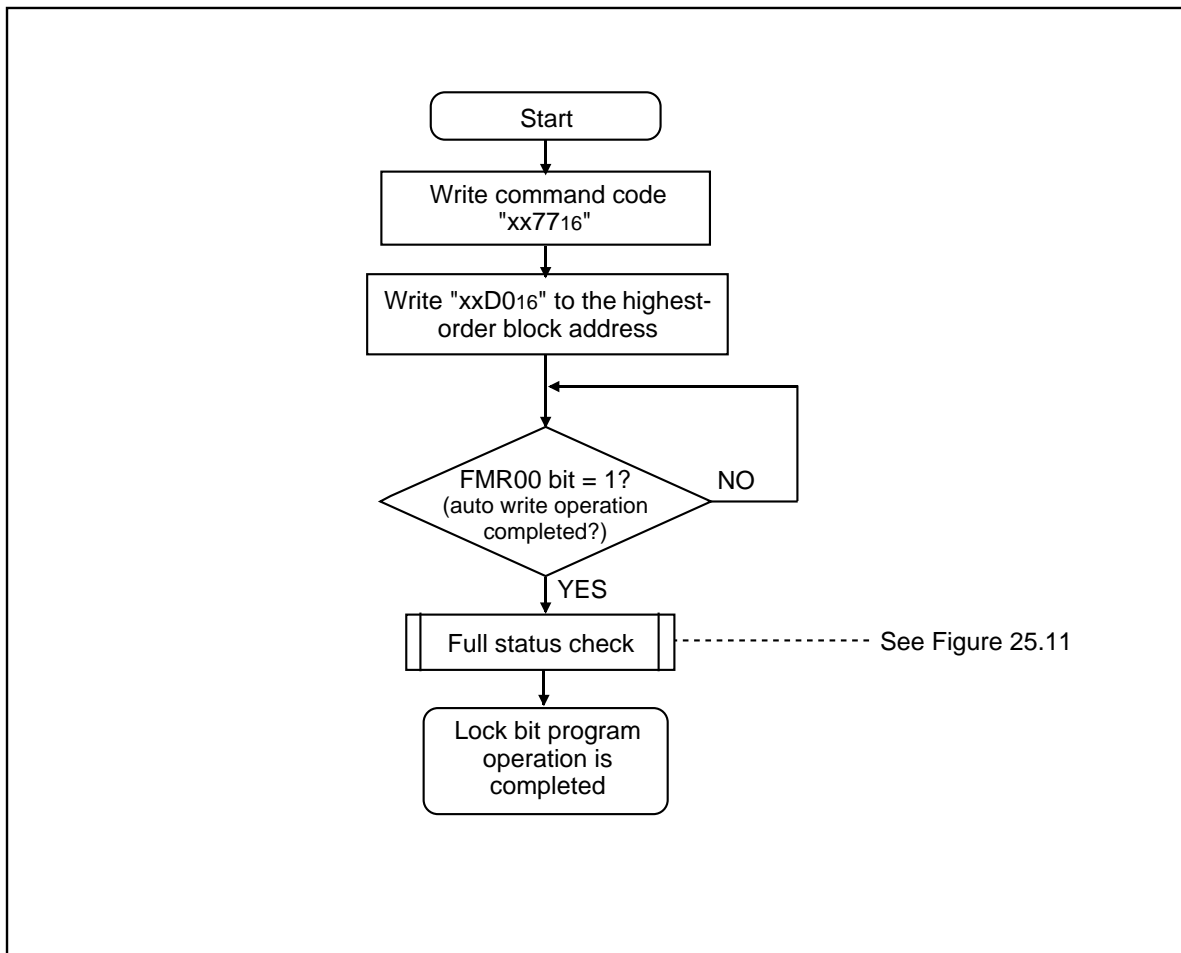 Start
Write command code
"xx7716"
Write "xxD016" to the highest-
order block address
FMR00 bit = 1?
(auto write operation
completed?)
NO
YES
Full status check
See Figure 25.11
Lock bit program
operation is
completed